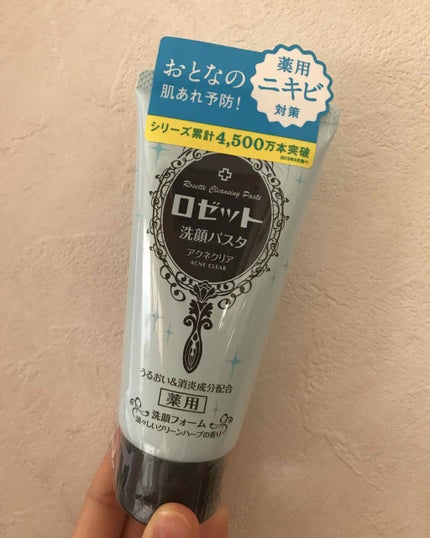 おとなの
肌あれ予防!
薬用
ニキビ
対策
シリーズ累計4,500万本突破
Rosette Cleansing Paste
ロゼット
洗顔パスタ
アクネクリア
ACNE CLEAR
うるおい&消炎成分配合
薬用
洗顔フォーム
清々しいグリーンハーブの香り